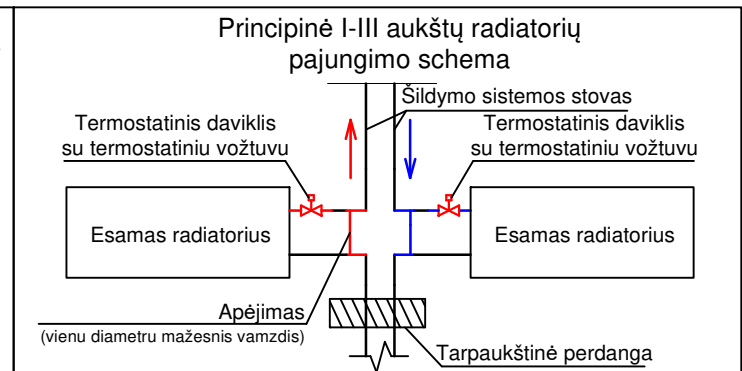 Principinė I-III aukštų radiatorių
pajungimo schema
Šildymo sistemos stovas
Termostatinis daviklis
su termostatiniu vožtuvu
Termostatinis daviklis
su termostatiniu vožtuvu
Esamas radiatorius
Esamas radiatorius
Apėjimas
(vienu diametru mažesnis vamzdis)
Tarpaukštinė perdanga